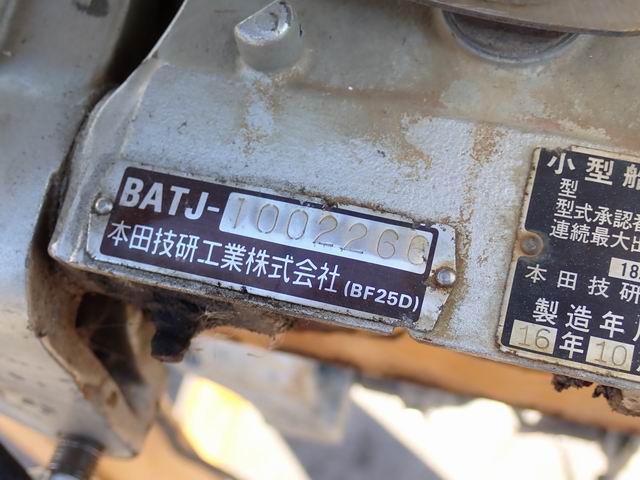 BATJ-1002266
本田技研工業株式会社 (BF25D)
小型船
型
型式承認番
連続最大出
18
本田技研
製造年月
16年10